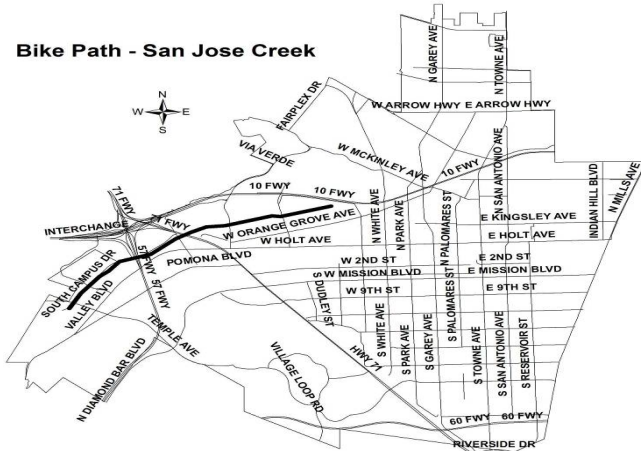 Bike Path - San Jose Creek
N
W E
S
N GAREY AVE
N TOWNE AVE
W ARROW HWY E ARROW HWY
FAIRPLEX DR
VIA VERDE
W MCKINLEY AVE
10 FWY
N SAN ANTONIO AVE
INDIAN HILL BLVD
N MILLS AVE
71 FWY
10 FWY
10 FWY
N WHITE AVE
N PARK AVE
N PALOMARES ST
INTERCHANGE
71 FWY
W ORANGE GROVE AVE
E KINGSLEY AVE
W HOLT AVE
E HOLT AVE
SOUTH CAMPUS DR
57 FWY
57 FWY
POMONA BLVD
W 2ND ST
E 2ND ST
W MISSION BLVD
E MISSION BLVD
VALLEY BLVD
S DUDLEY ST
W 9TH ST
E 9TH ST
TEMPLE AVE
N DIAMOND BAR BLVD
HWY 71
S WHITE AVE
S PARK AVE
S GAREY AVE
S PALOMARES ST
S TOWNE AVE
S SAN ANTONIO AVE
S RESERVOIR ST
VILLAGE LOOP RD
60 FWY
60 FWY
RIVERSIDE DR